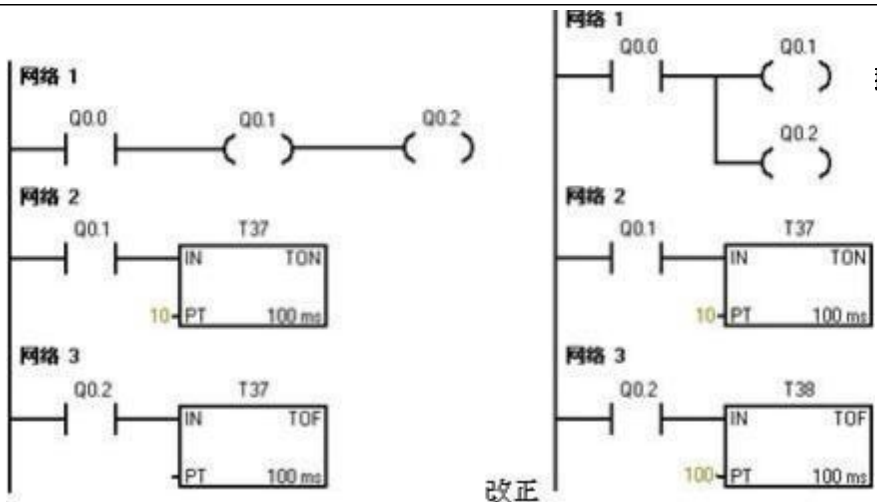 网络 1
Q0.0 Q0.1 Q0.2
网络 2
Q0.1 T37
IN TON
10 PT 100 ms
网络 3
Q0.2 T37
IN TOF
PT 100 ms
改正
网络 1
Q0.0 Q0.1
Q0.2
网络 2
Q0.1 T37
IN TON
10 PT 100 ms
网络 3
Q0.2 T38
IN TOF
100 PT 100 ms